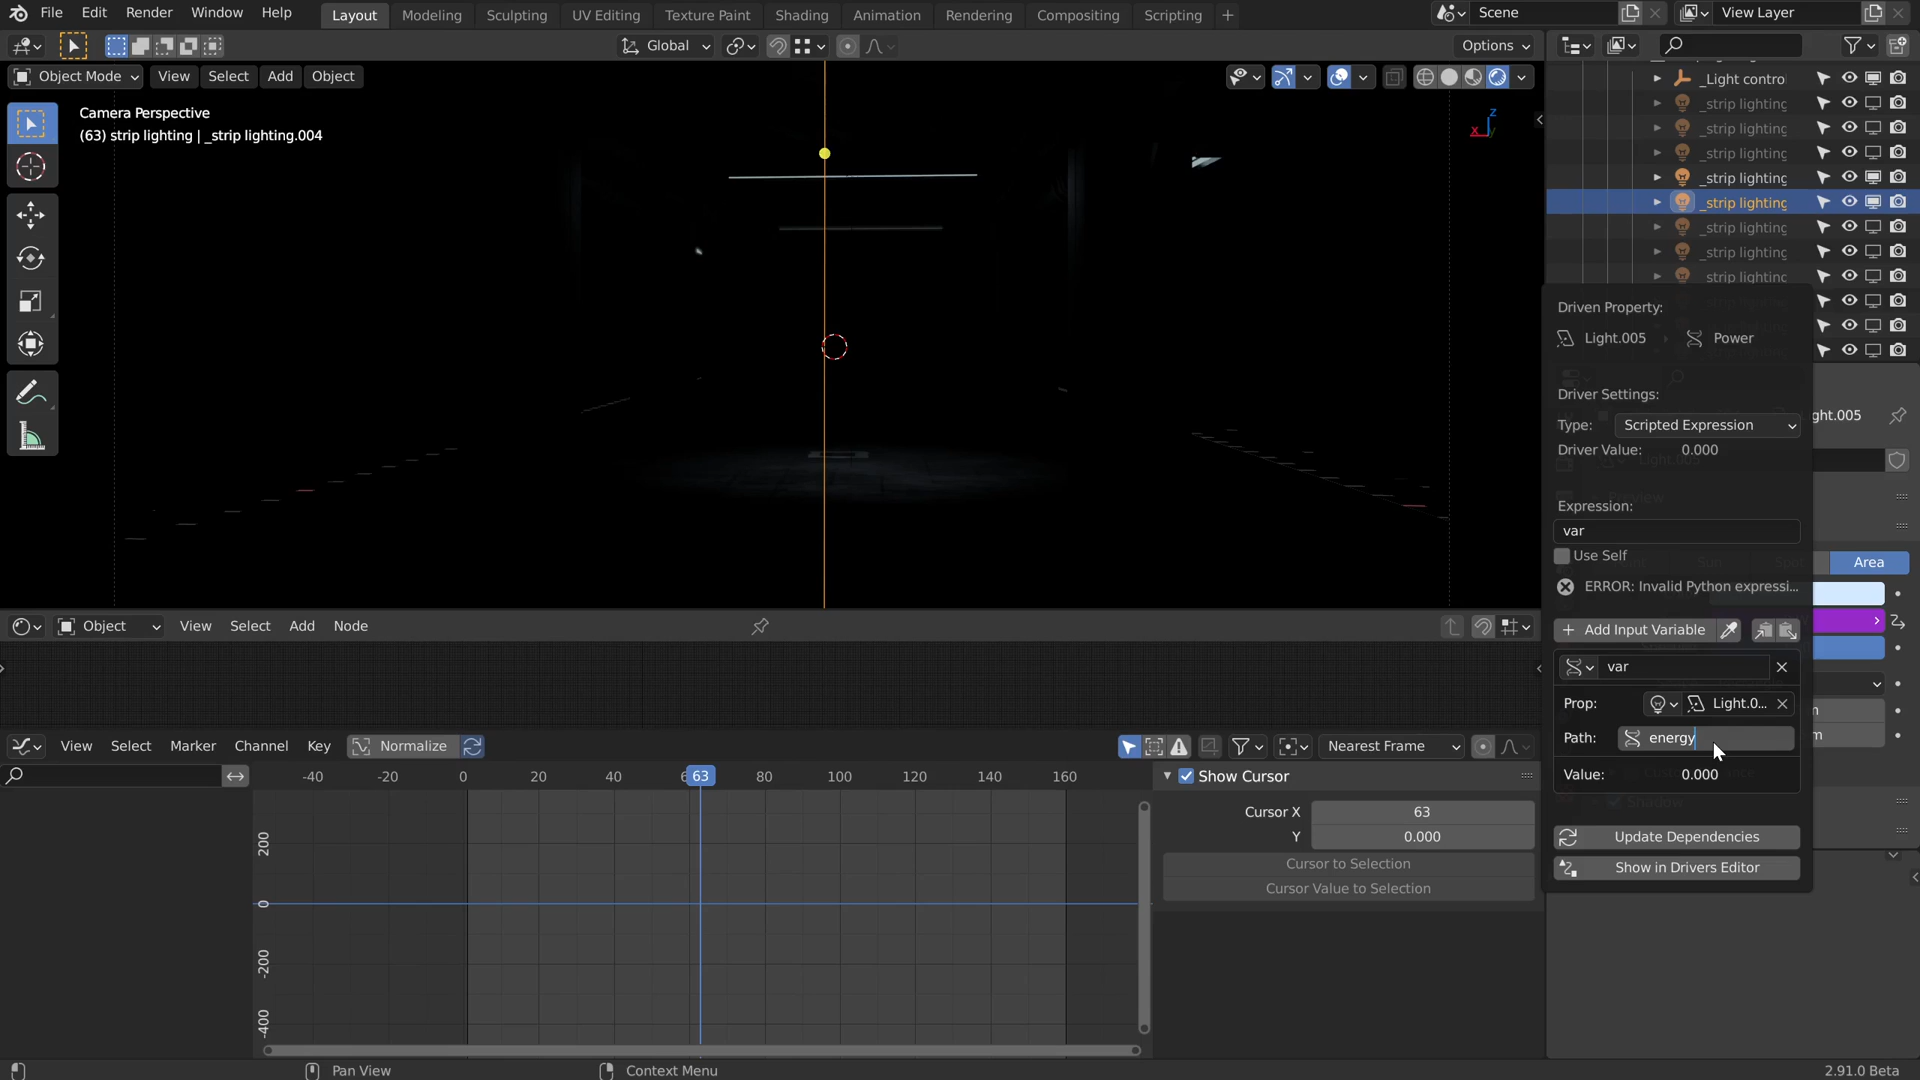 File Edit Render Window Help Layout Modeling Sculpting UV Editing Texture Paint Shading Animation Rendering Compositing Scripting + Scene View Layer
Global Options
Object Mode View Select Add Object
Camera Perspective
(63) strip lighting | _strip lighting.004
Z
X
_Light contro
_strip lighting
_strip lighting
_strip lighting
_strip lighting
_strip lighting
_strip lighting
_strip lighting
_strip lighting
Driven Property:
Light.005 Power
Driver Settings:
ght.005
Type: Scripted Expression
Driver Value: 0.000
Expression:
var
Use Self
Area
ERROR: Invalid Python expressi...
+ Add Input Variable
var
Prop: Light.0...
Path: energy
Value: 0.000
Shadow
Update Dependencies
Show in Drivers Editor
Object View Select Add Node
View Select Marker Channel Key Normalize Nearest Frame
-40 -20 0 20 40 63 80 100 120 140 160
200
0
-200
-400
Show Cursor
Cursor X 63
Y 0.000
Cursor to Selection
Cursor Value to Selection
Pan View Context Menu 2.91.0 Beta